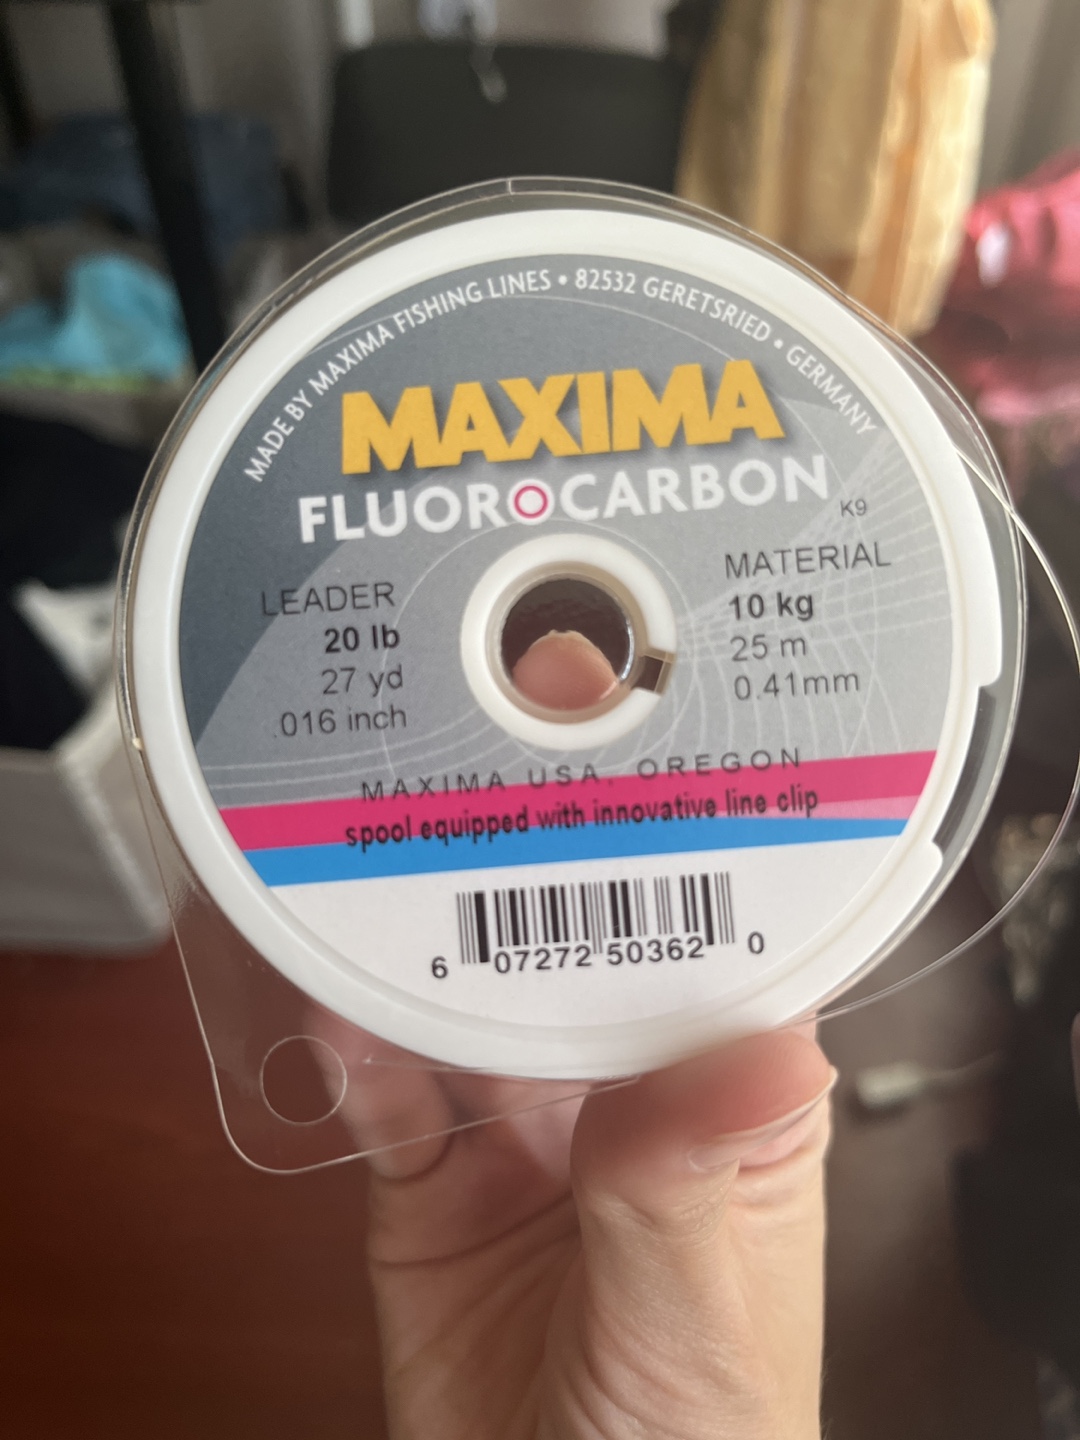 MADE BY MAXIMA FISHING LINES • 82532 GERETSRIED • GERMANY
MAXIMA
FLUOROCARBON
K9
LEADER
20 lb
27 yd
.016 inch
MATERIAL
10 kg
25 m
0.41mm
MAXIMA USA, OREGON
spool equipped with innovative line clip
6 07272 50362 0